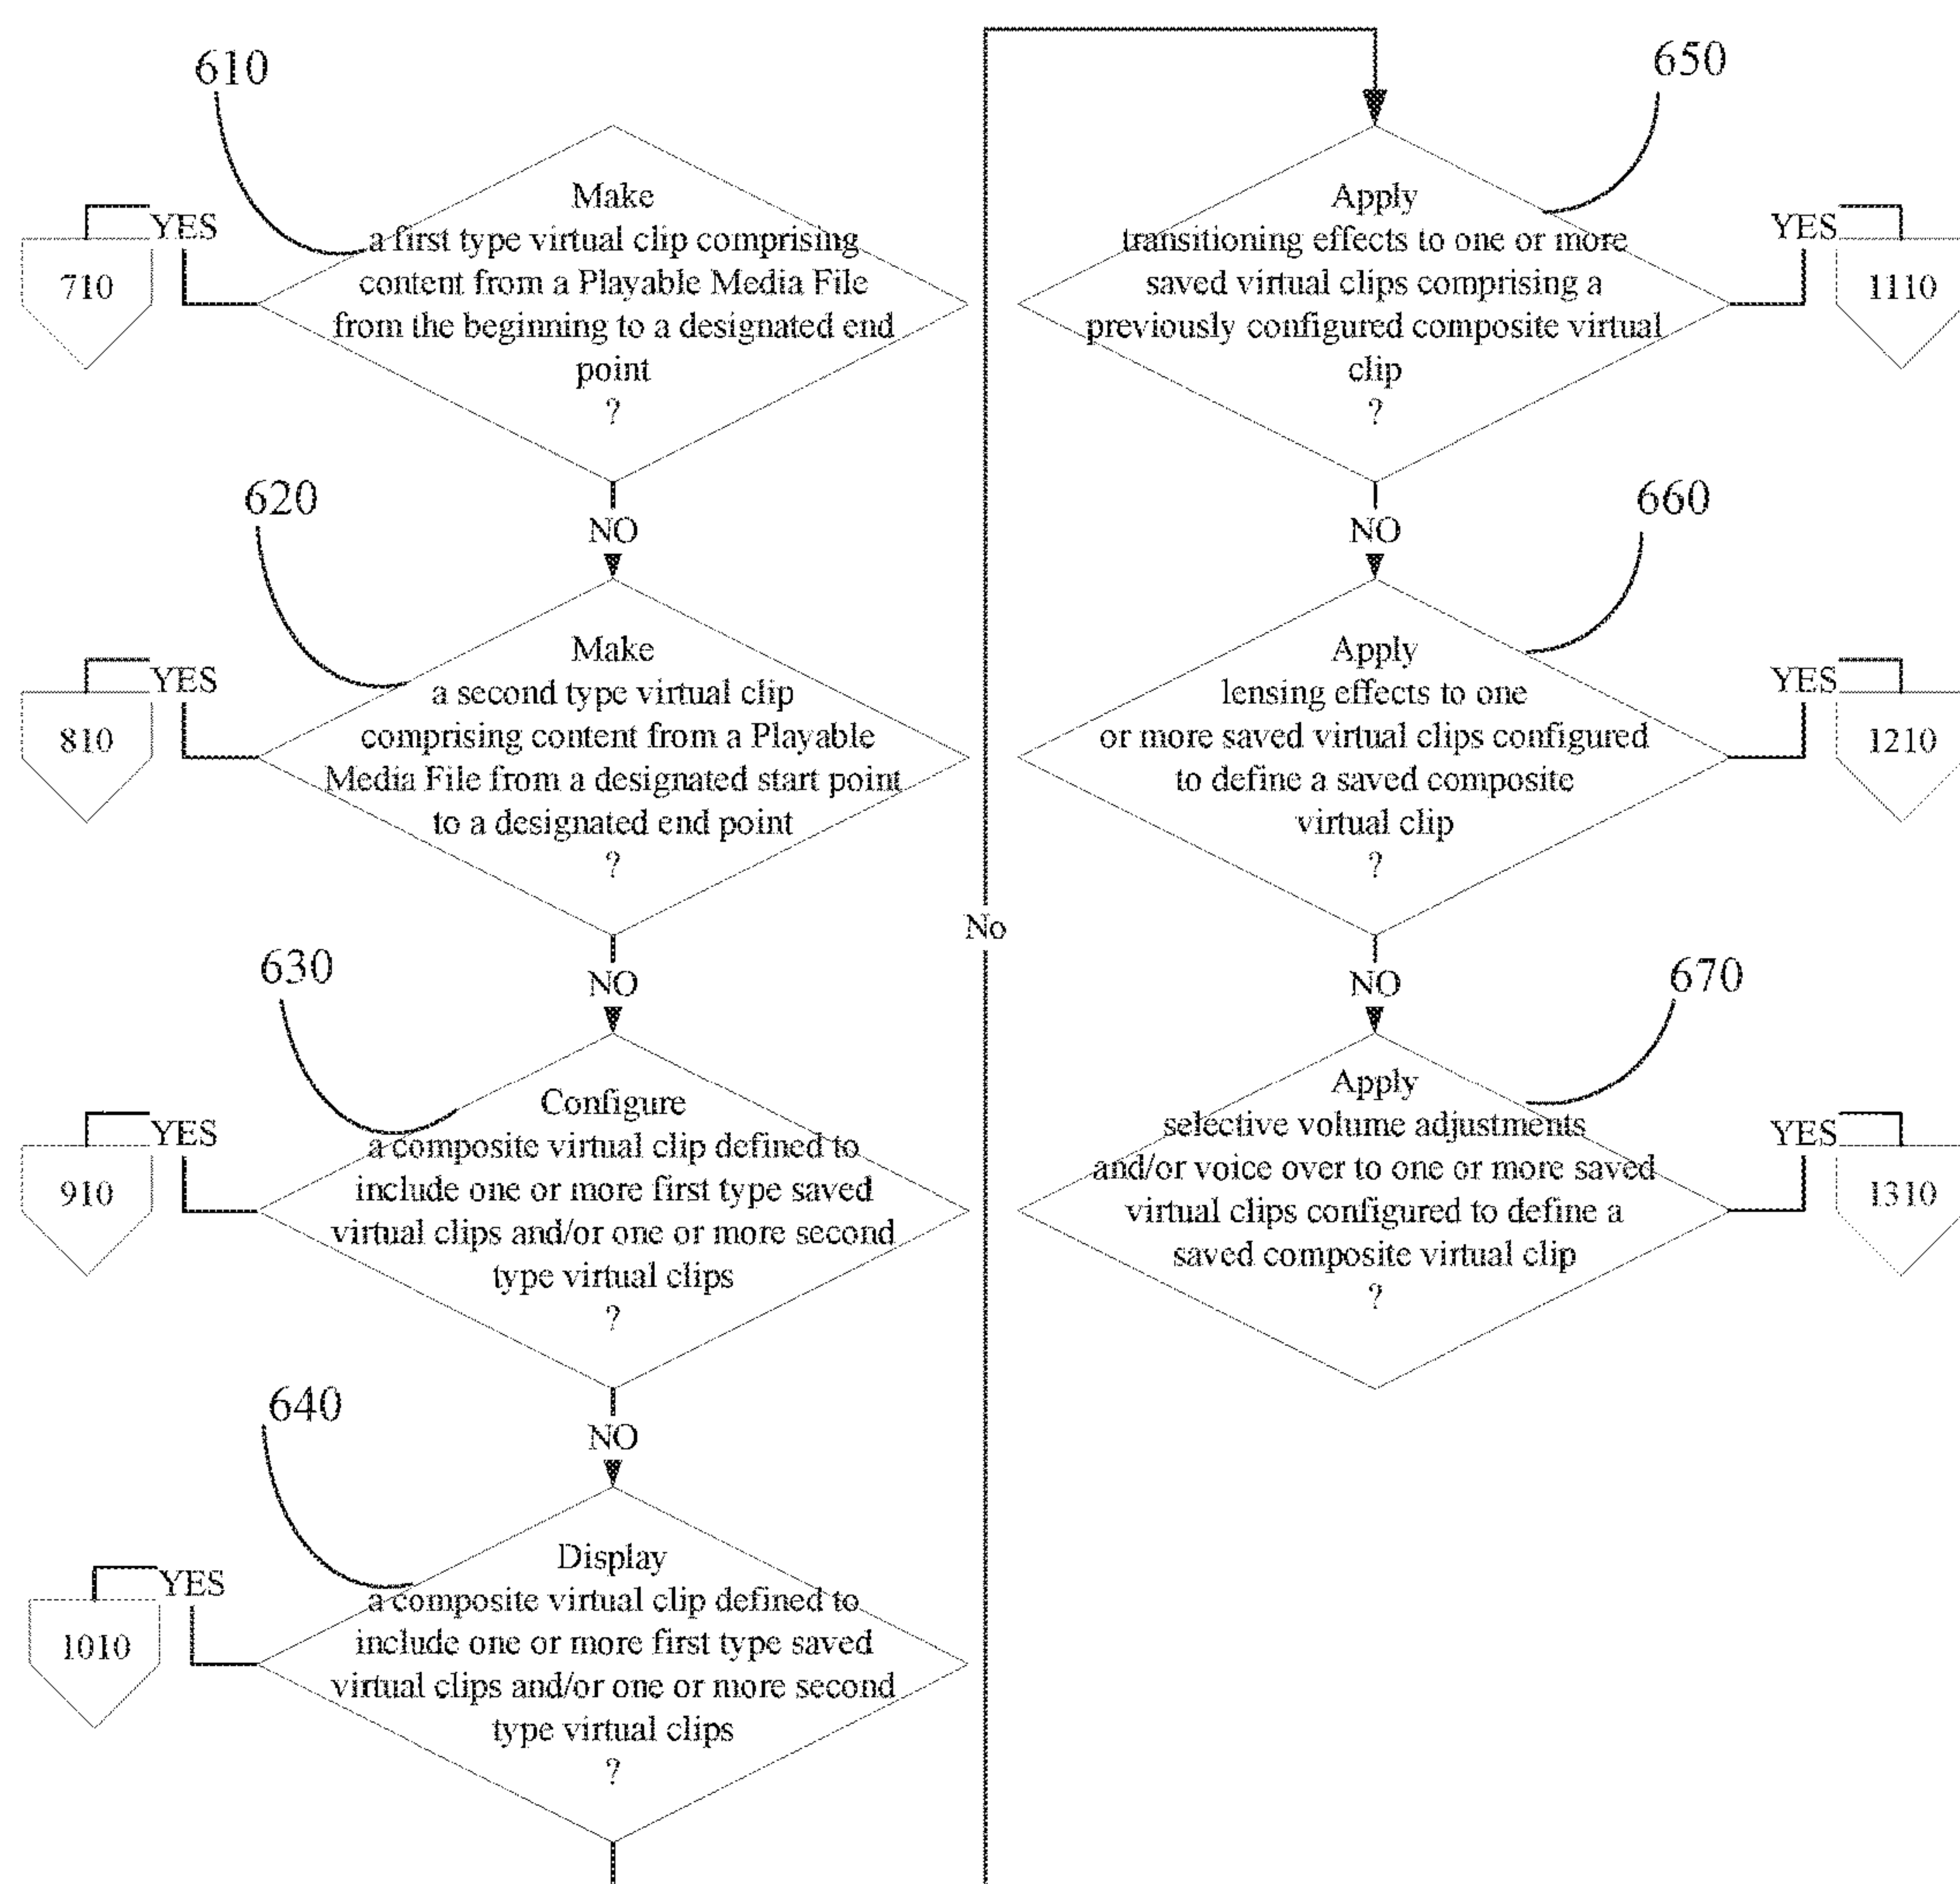 610
Make
a first type virtual clip comprising
content from a Playable Media File
from the beginning to a designated end
point
?
YES
710
NO
620
Make
a second type virtual clip
comprising content from a Playable
Media File from a designated start point
to a designated end point
?
YES
810
NO
630
Configure
a composite virtual clip defined to
include one or more first type saved
virtual clips and/or one or more second
type virtual clips
?
YES
910
NO
640
Display
a composite virtual clip defined to
include one or more first type saved
virtual clips and/or one or more second
type virtual clips
?
YES
1010
No
650
Apply
transitioning effects to one or more
saved virtual clips comprising a
previously configured composite virtual
clip
?
YES
1110
NO
660
Apply
lensing effects to one
or more saved virtual clips configured
to define a saved composite
virtual clip
?
YES
1210
NO
670
Apply
selective volume adjustments
and/or voice over to one or more saved
virtual clips configured to define a
saved composite virtual clip
?
YES
1310